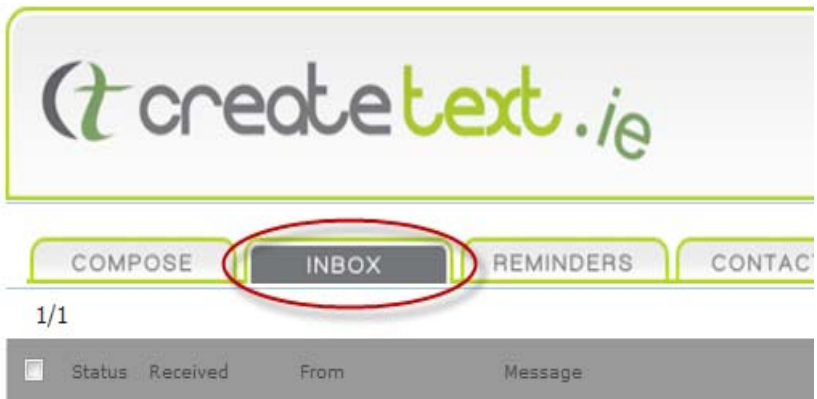 (t createtext.ie
COMPOSE INBOX REMINDERS CONTACT
1/1
Status Received From Message